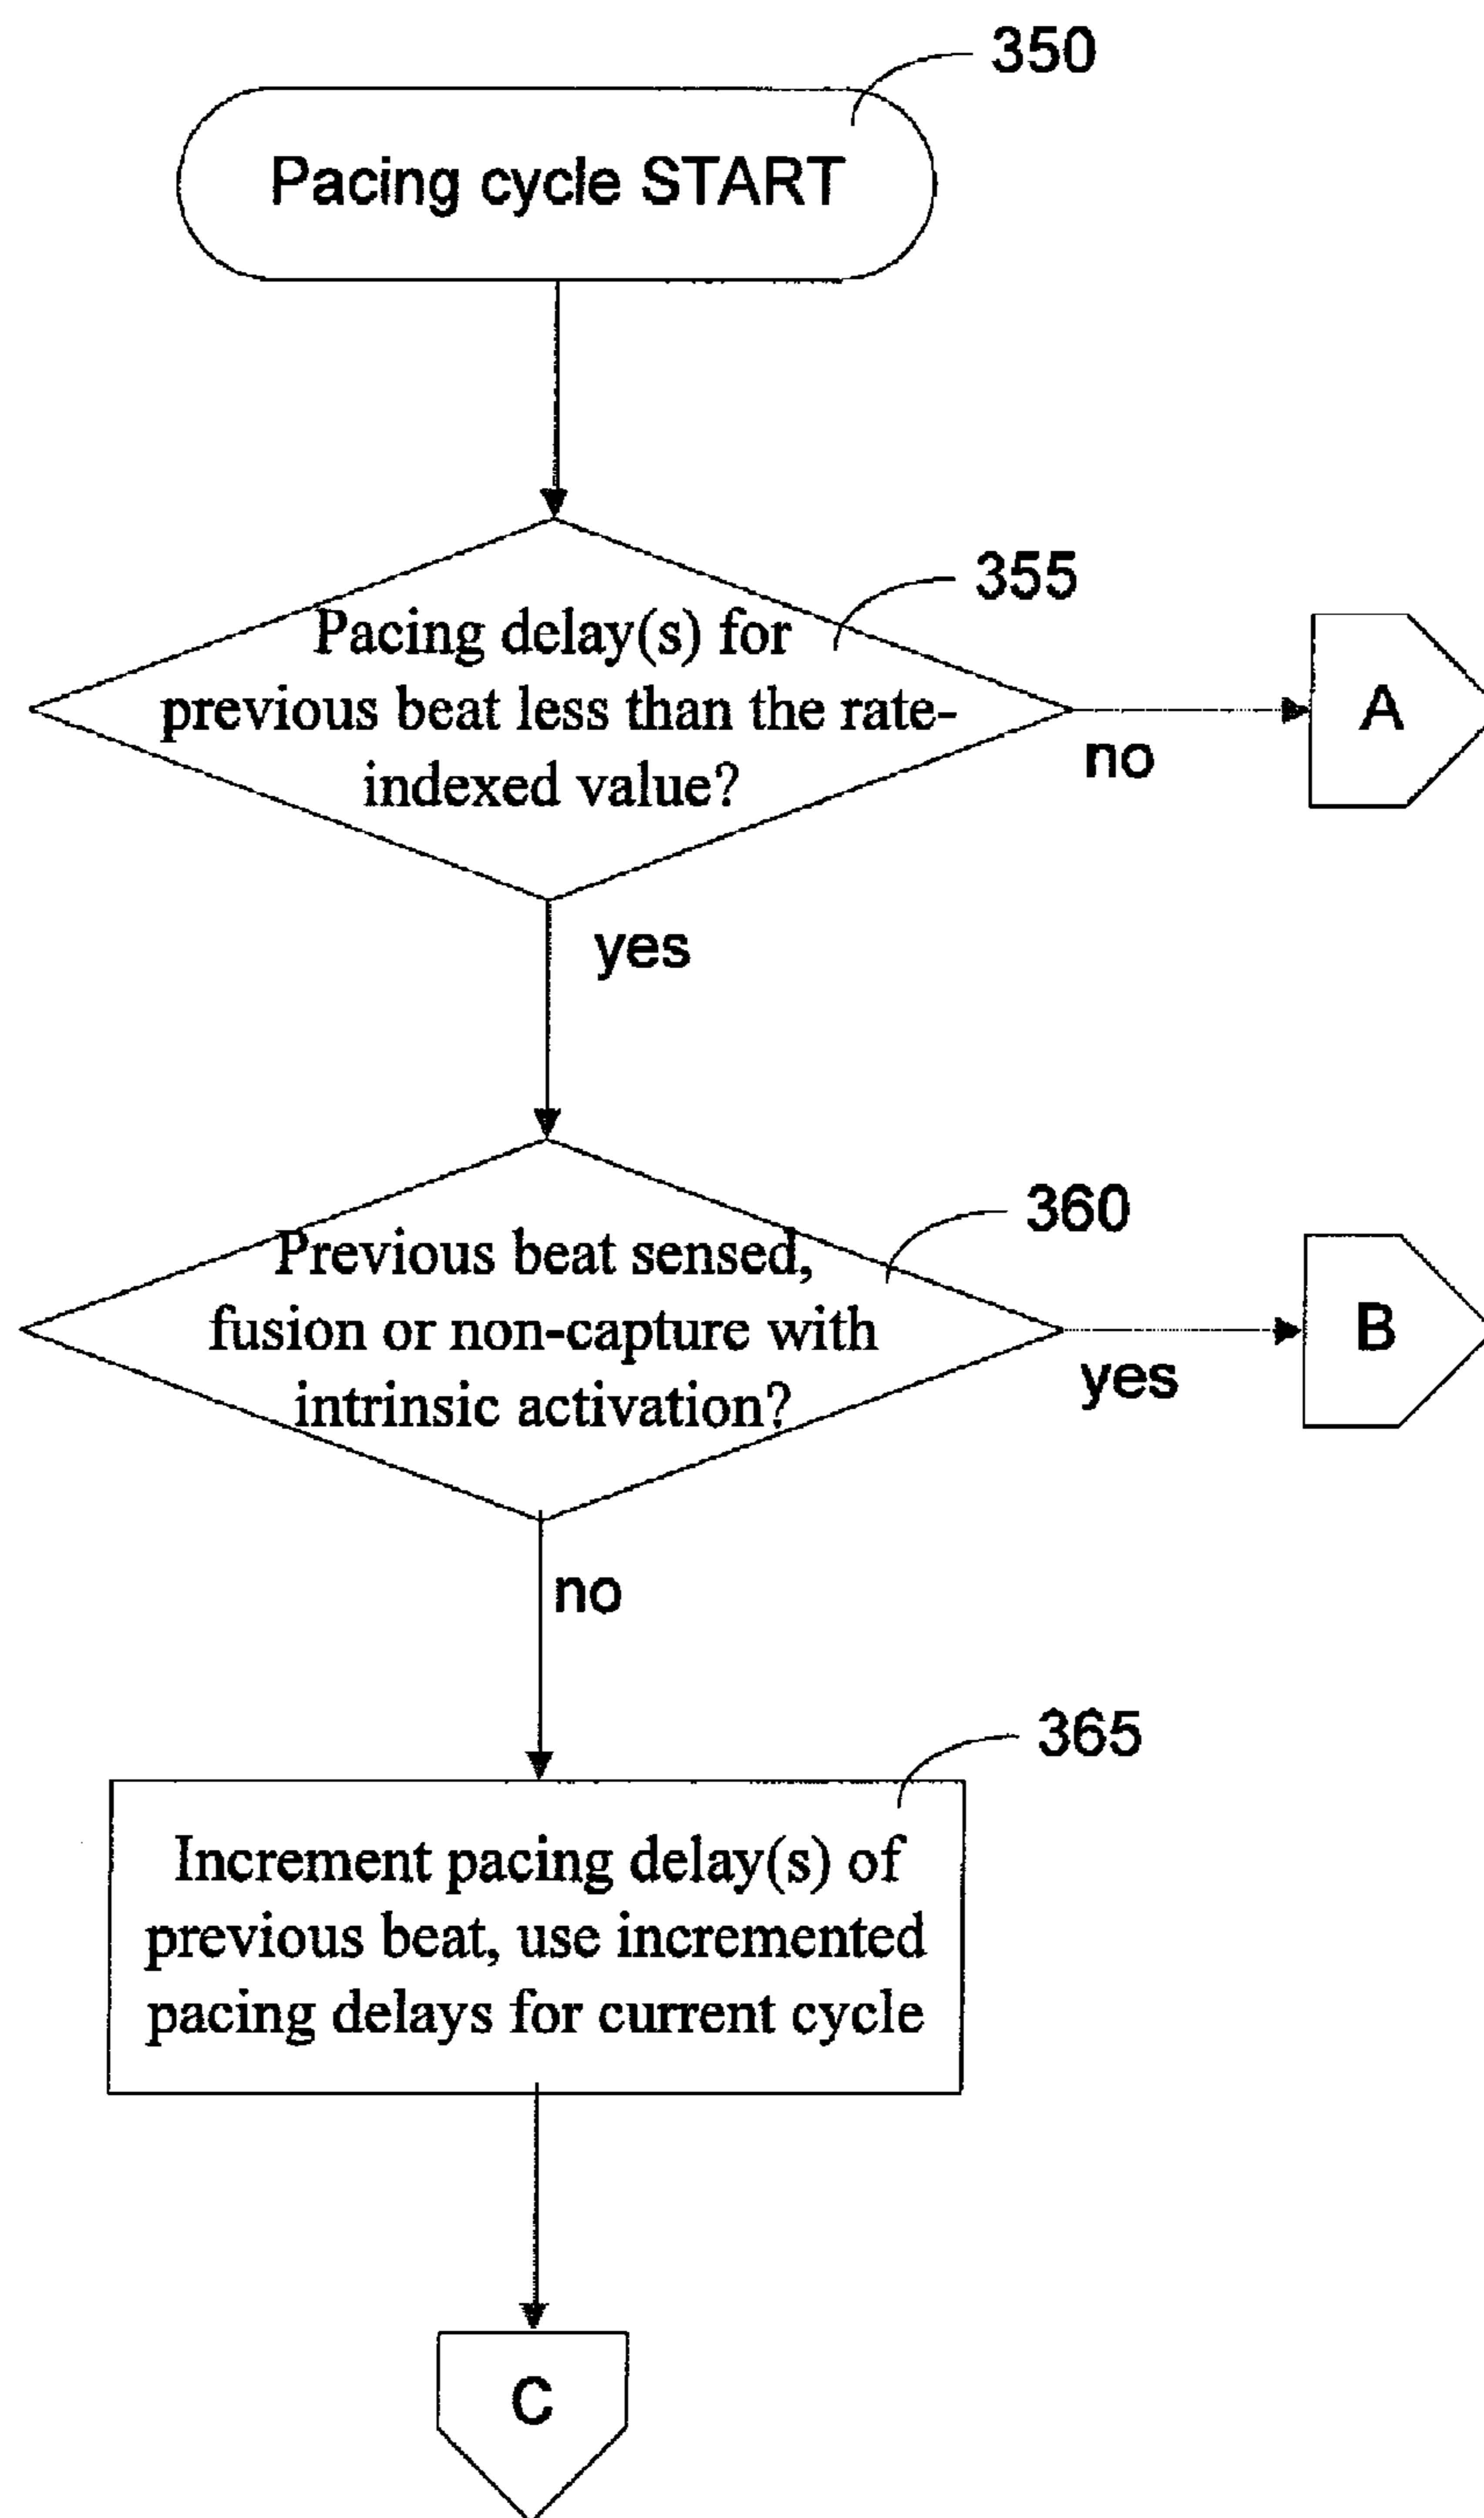 350
Pacing cycle START
355
Pacing delay(s) for
previous beat less than the rate-
indexed value?
A
no
yes
360
Previous beat sensed,
fusion or non-capture with
intrinsic activation?
B
yes
no
365
Increment pacing delay(s) of
previous beat, use incremented
pacing delays for current cycle
C